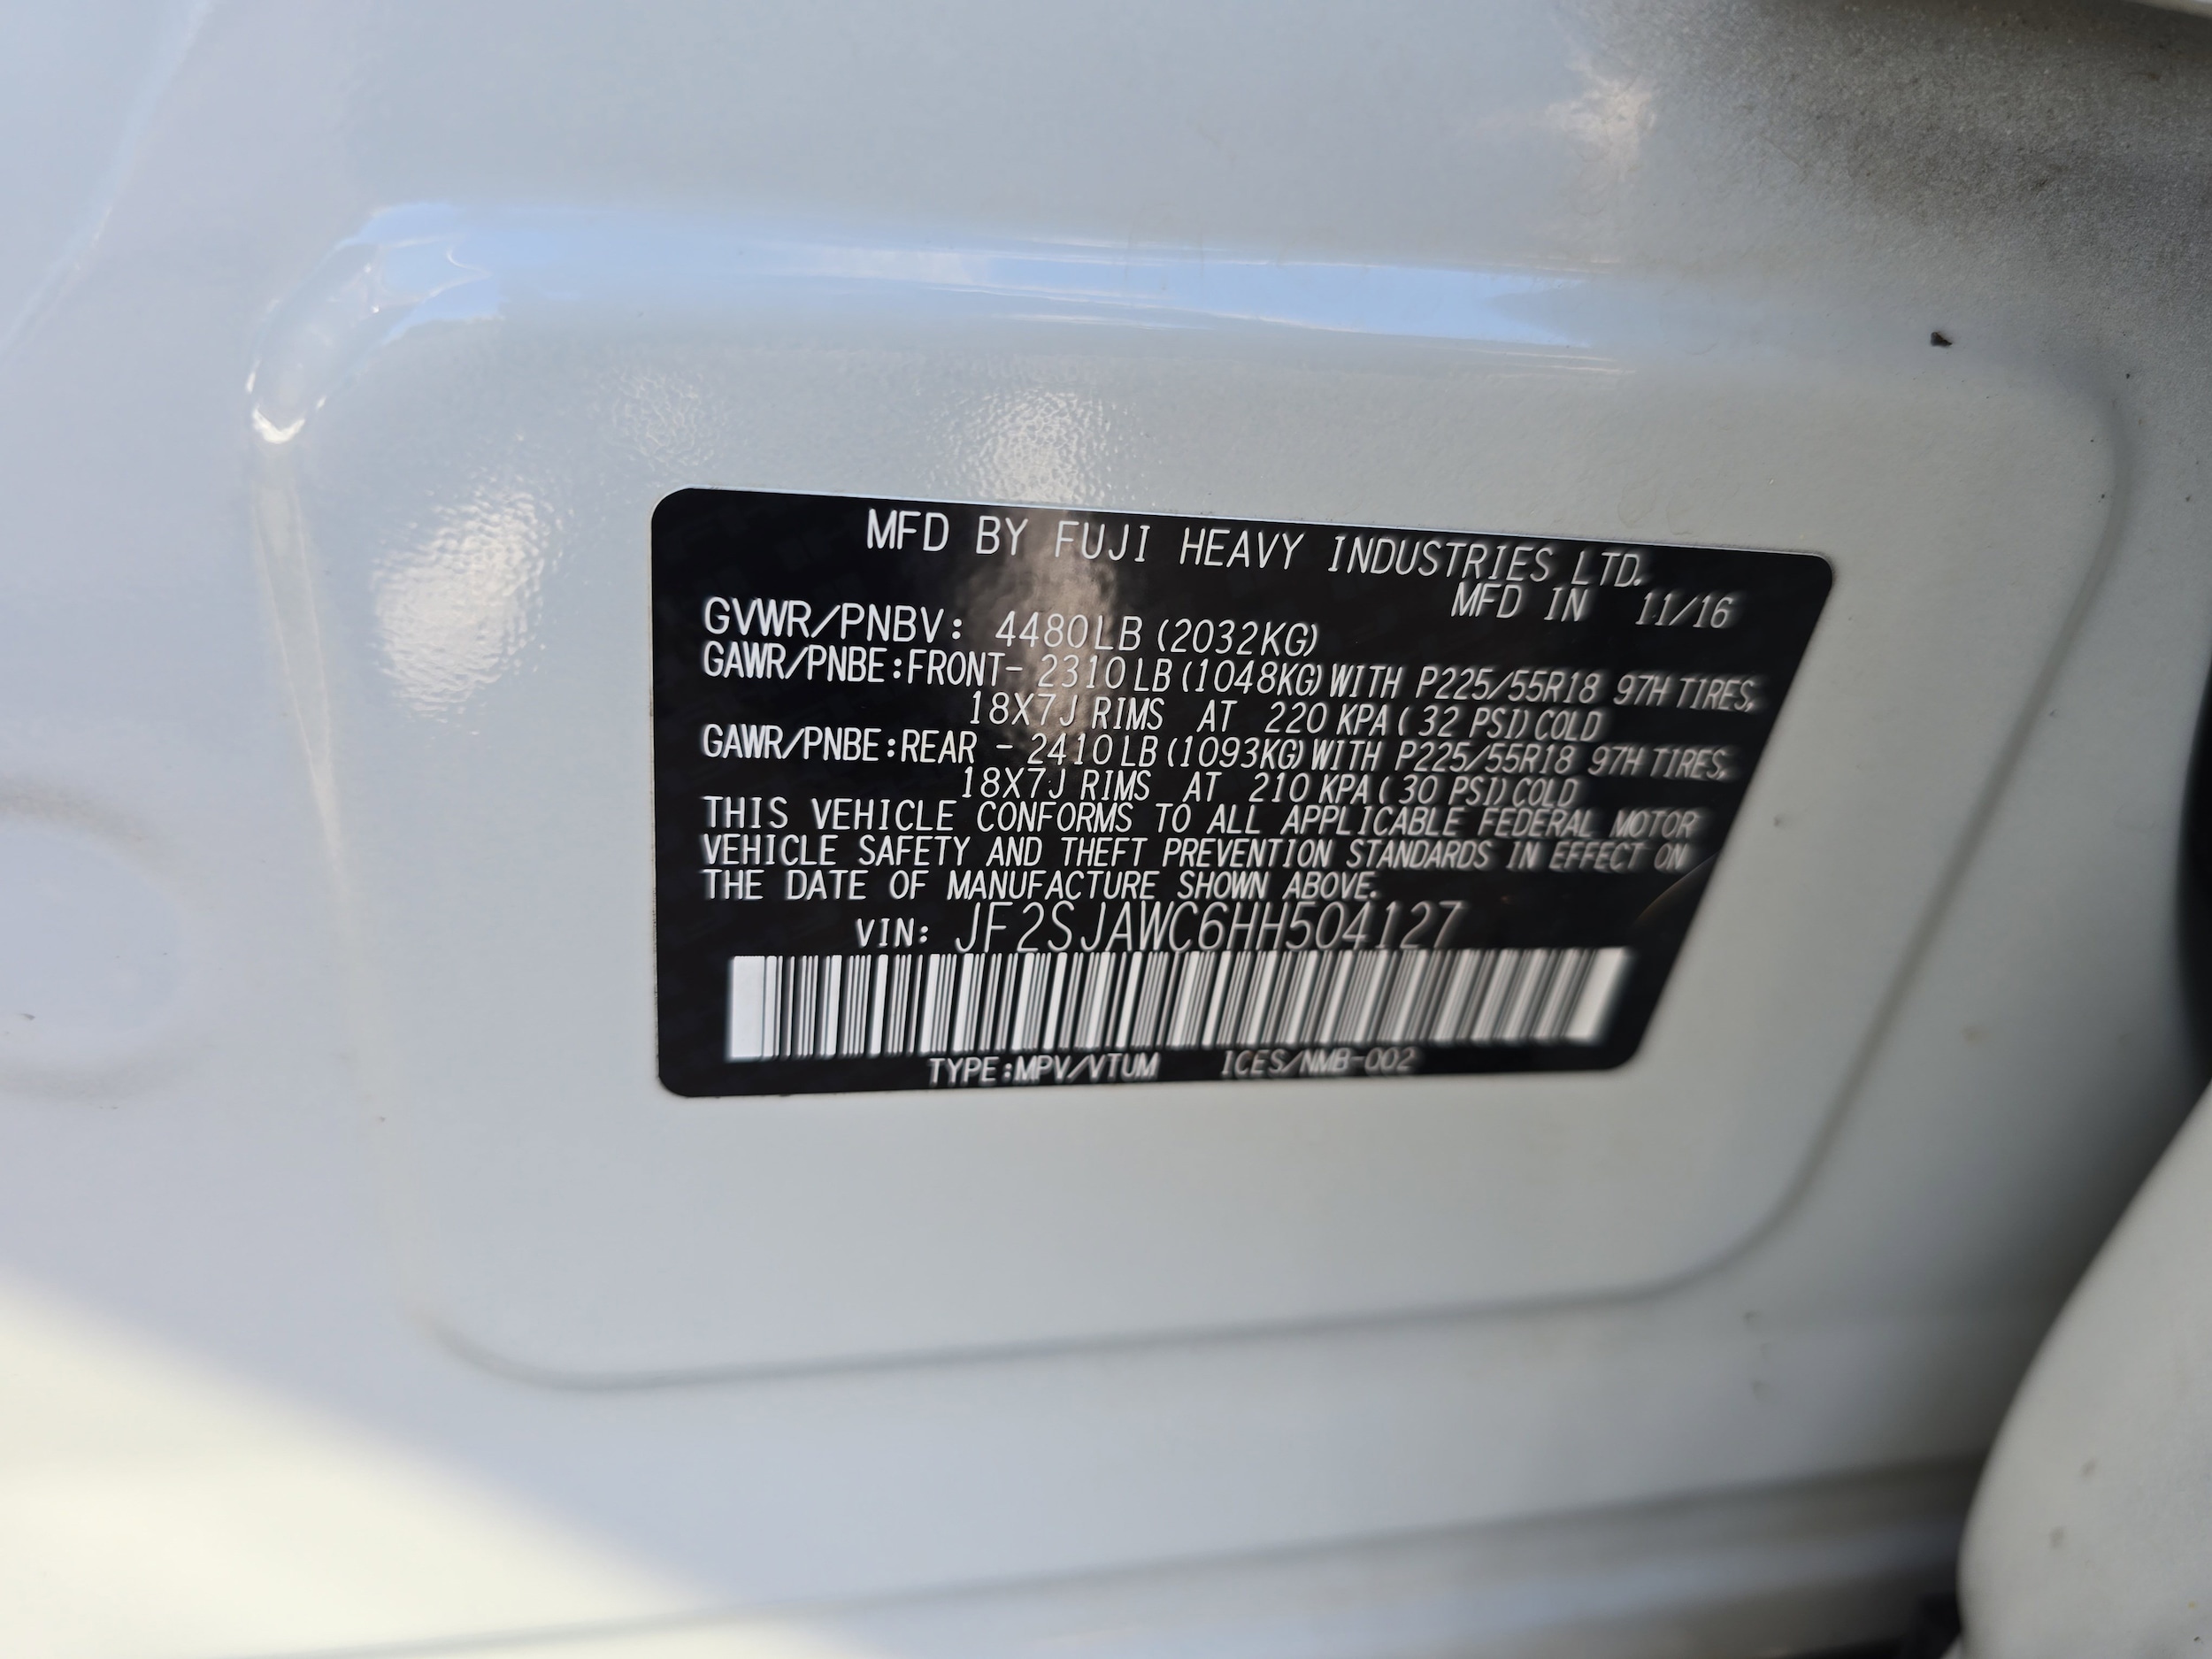 MFD BY FUJI HEAVY INDUSTRIES LTD.
MFD IN 11/16
GVWR/PNBV: 4480LB (2032KG)
GAWR/PNBE:FRONT- 2310LB(1048KG)WITH P225/55R18 97H TIRES,
18X7J RIMS AT 220 KPA( 32 PSI)COLD
GAWR/PNBE:REAR - 2410LB(1093KG)WITH P225/55R18 97H TIRES,
18X7J RIMS AT 210 KPA( 30 PSI)COLD
THIS VEHICLE CONFORMS TO ALL APPLICABLE FEDERAL MOTOR
VEHICLE SAFETY AND THEFT PREVENTION STANDARDS IN EFFECT ON
THE DATE OF MANUFACTURE SHOWN ABOVE.
VIN: JF2SJAWC6HH504127
TYPE:MPV/VTUM ICES/NMB-002